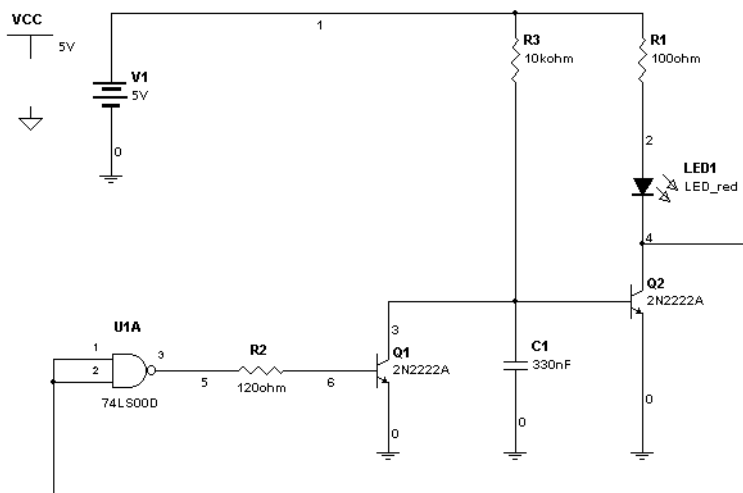 VCC
5V
1
V1
5V
0
R3
10kohm
R1
100ohm
2
LED1
LED_red
4
Q2
2N2222A
U1A
1
2
3
74LS00D
5
R2
120ohm
6
3
Q1
2N2222A
C1
330nF
0
0
0